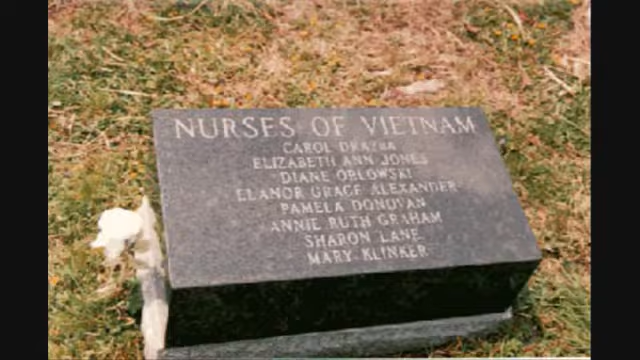 NURSES OF VIETNAM
CAROL DRAZBA
ELIZABETH ANN JONES
DIANE ORLOWSKI
ELANOR GRACE ALEXANDER
PAMELA DONOVAN
ANNIE RUTH GRAHAM
SHARON LANE
MARY KLINKER